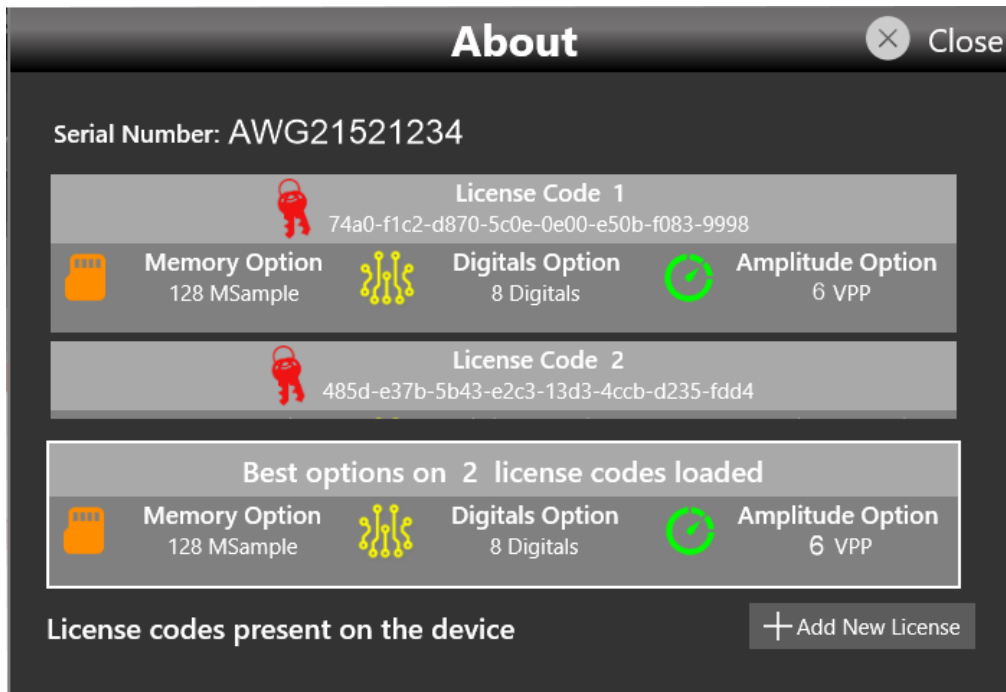 About
Close
Serial Number: AWG21521234
License Code 1
74a0-f1c2-d870-5c0e-0e00-e50b-f083-9998
Memory Option Digitals Option Amplitude Option
128 MSample 8 Digitals 6 VPP
License Code 2
485d-e37b-5b43-e2c3-13d3-4ccb-d235-fdd4
Best options on 2 license codes loaded
Memory Option Digitals Option Amplitude Option
128 MSample 8 Digitals 6 VPP
License codes present on the device
Add New License